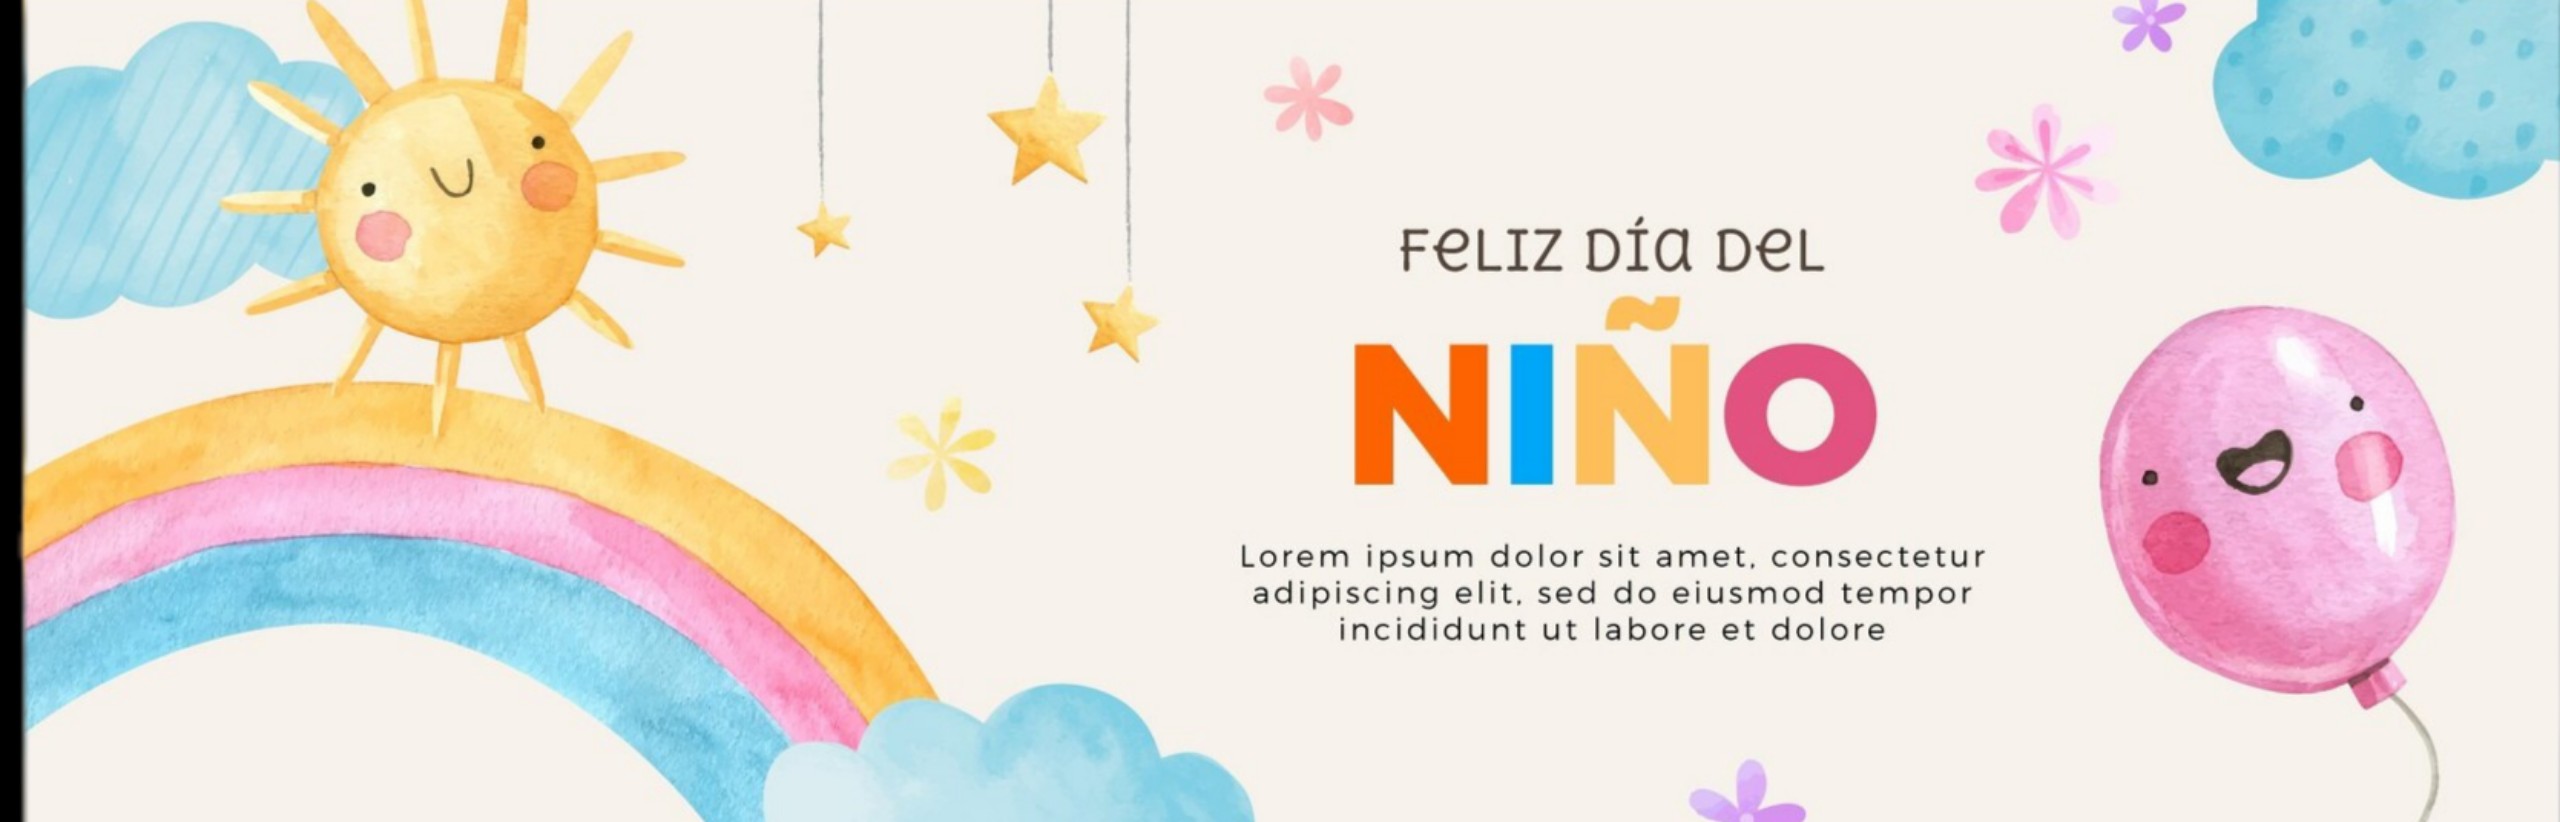 FELIZ DÍA DEL
NIÑO
Lorem ipsum dolor sit amet, consectetur
adipiscing elit, sed do eiusmod tempor
incididunt ut labore et dolore